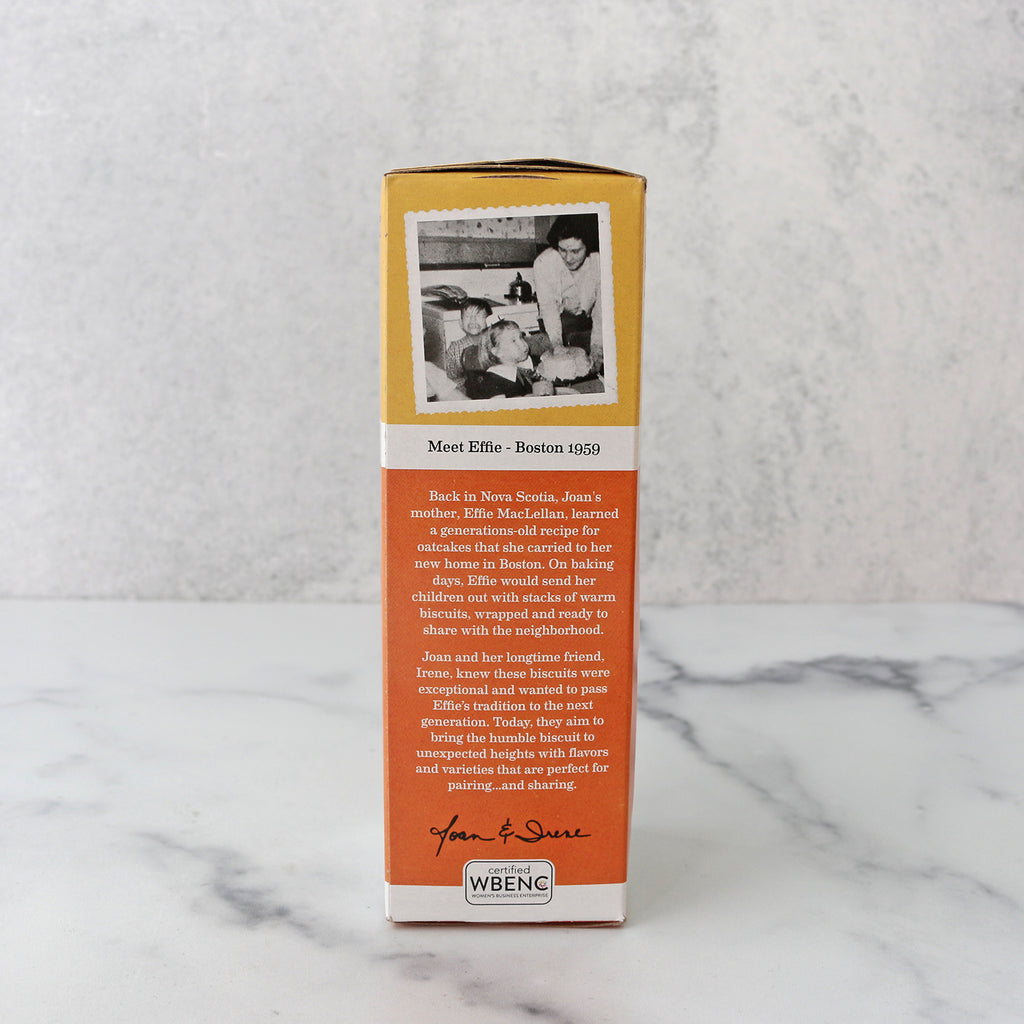 Meet Effie - Boston 1959
Back in Nova Scotia, Joan's
mother, Effie MacLellan, learned
a generations-old recipe for
oatcakes that she carried to her
new home in Boston. On baking
days, Effie would send her
children out with stacks of warm
biscuits, wrapped and ready to
share with the neighborhood.
Joan and her longtime friend,
Irene, knew these biscuits were
exceptional and wanted to pass
Effie's tradition to the next
generation. Today, they aim to
bring the humble biscuit to
unexpected heights with flavors
and varieties that are perfect for
pairing...and sharing.
Joan & Irene
certified
WBENC
WOMEN'S BUSINESS ENTERPRISE